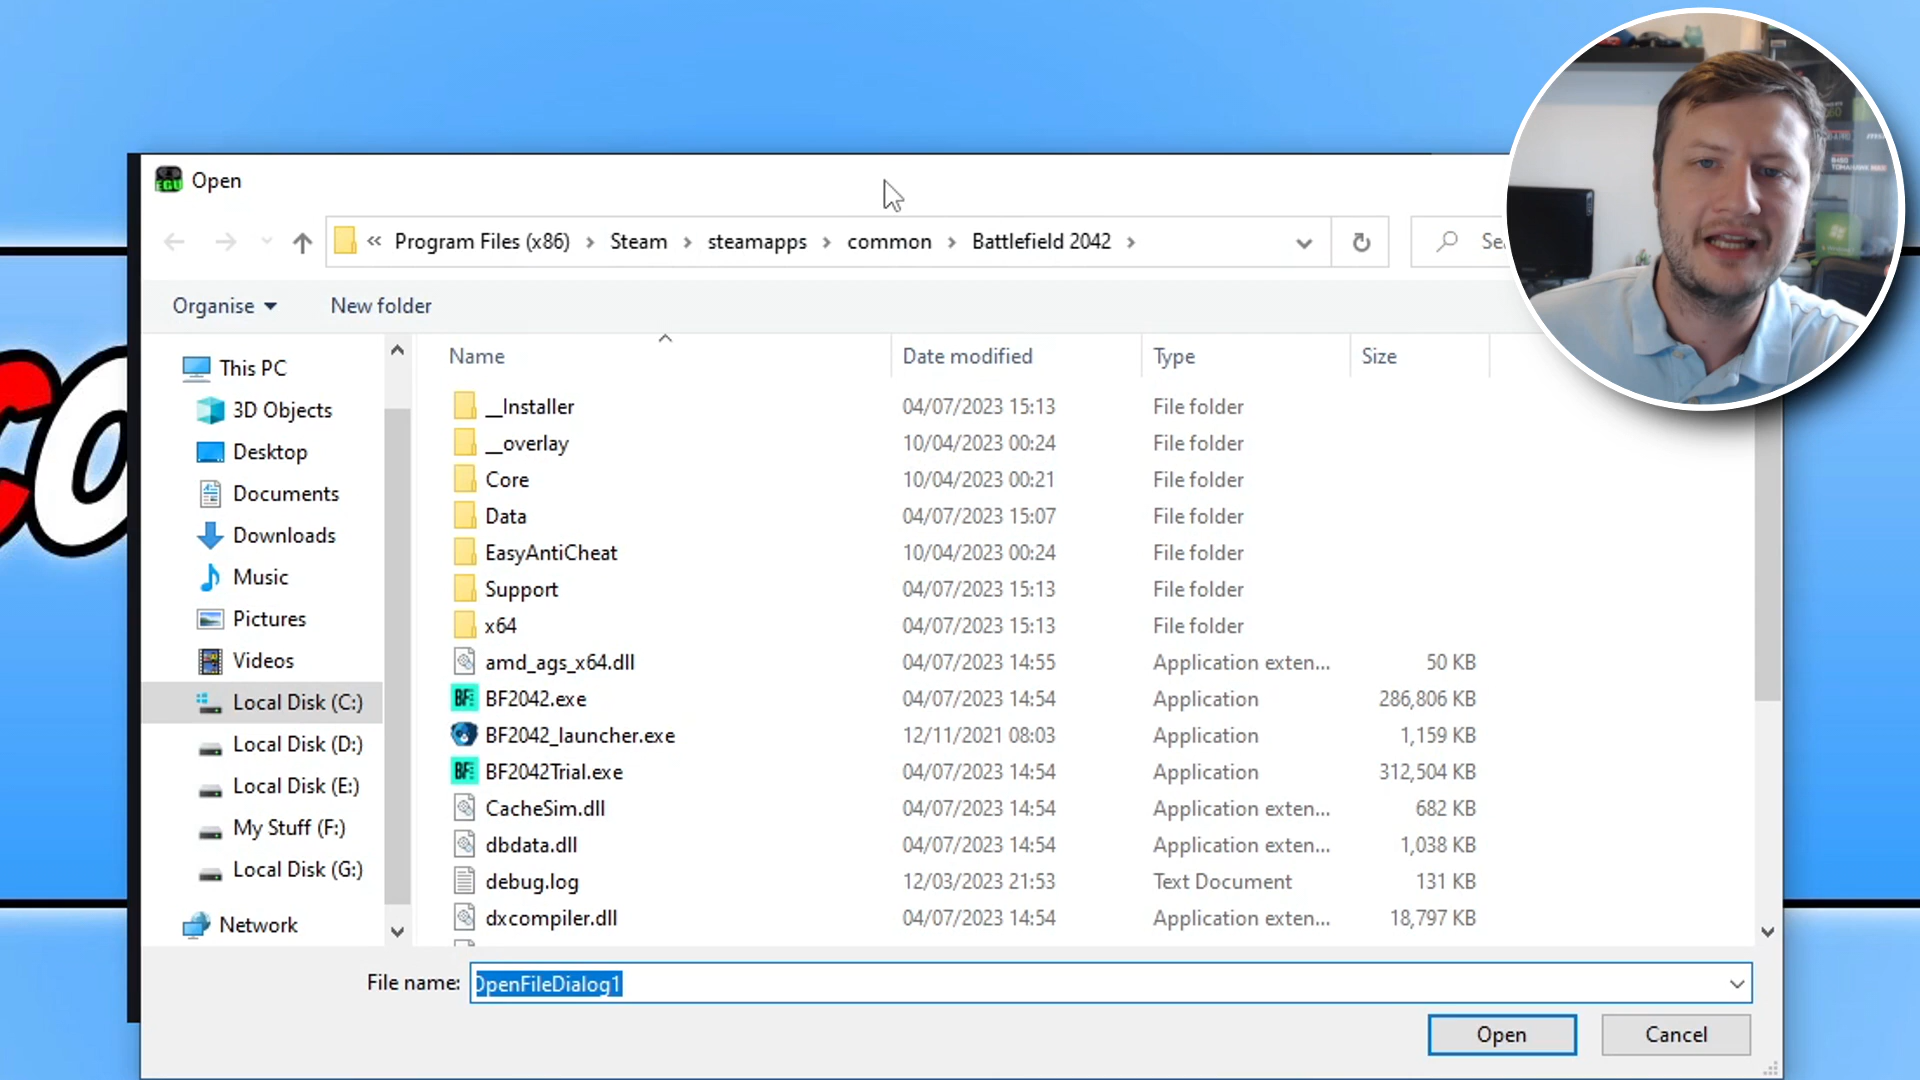 EGU Open
« Program Files (x86) › Steam › steamapps › common › Battlefield 2042 ›
Organise New folder
Name Date modified Type Size
This PC
3D Objects
Desktop
Documents
Downloads
Music
Pictures
Videos
Local Disk (C:)
Local Disk (D:)
Local Disk (E:)
My Stuff (F:)
Local Disk (G:)
Network
__Installer 04/07/2023 15:13 File folder
__overlay 10/04/2023 00:24 File folder
Core 10/04/2023 00:21 File folder
Data 04/07/2023 15:07 File folder
EasyAntiCheat 10/04/2023 00:24 File folder
Support 04/07/2023 15:13 File folder
x64 04/07/2023 15:13 File folder
amd_ags_x64.dll 04/07/2023 14:55 Application exten... 50 KB
BF2042.exe 04/07/2023 14:54 Application 286,806 KB
BF2042_launcher.exe 12/11/2021 08:03 Application 1,159 KB
BF2042Trial.exe 04/07/2023 14:54 Application 312,504 KB
CacheSim.dll 04/07/2023 14:54 Application exten... 682 KB
dbdata.dll 04/07/2023 14:54 Application exten... 1,038 KB
debug.log 12/03/2023 21:53 Text Document 131 KB
dxcompiler.dll 04/07/2023 14:54 Application exten... 18,797 KB
File name: OpenFileDialog1
Open Cancel